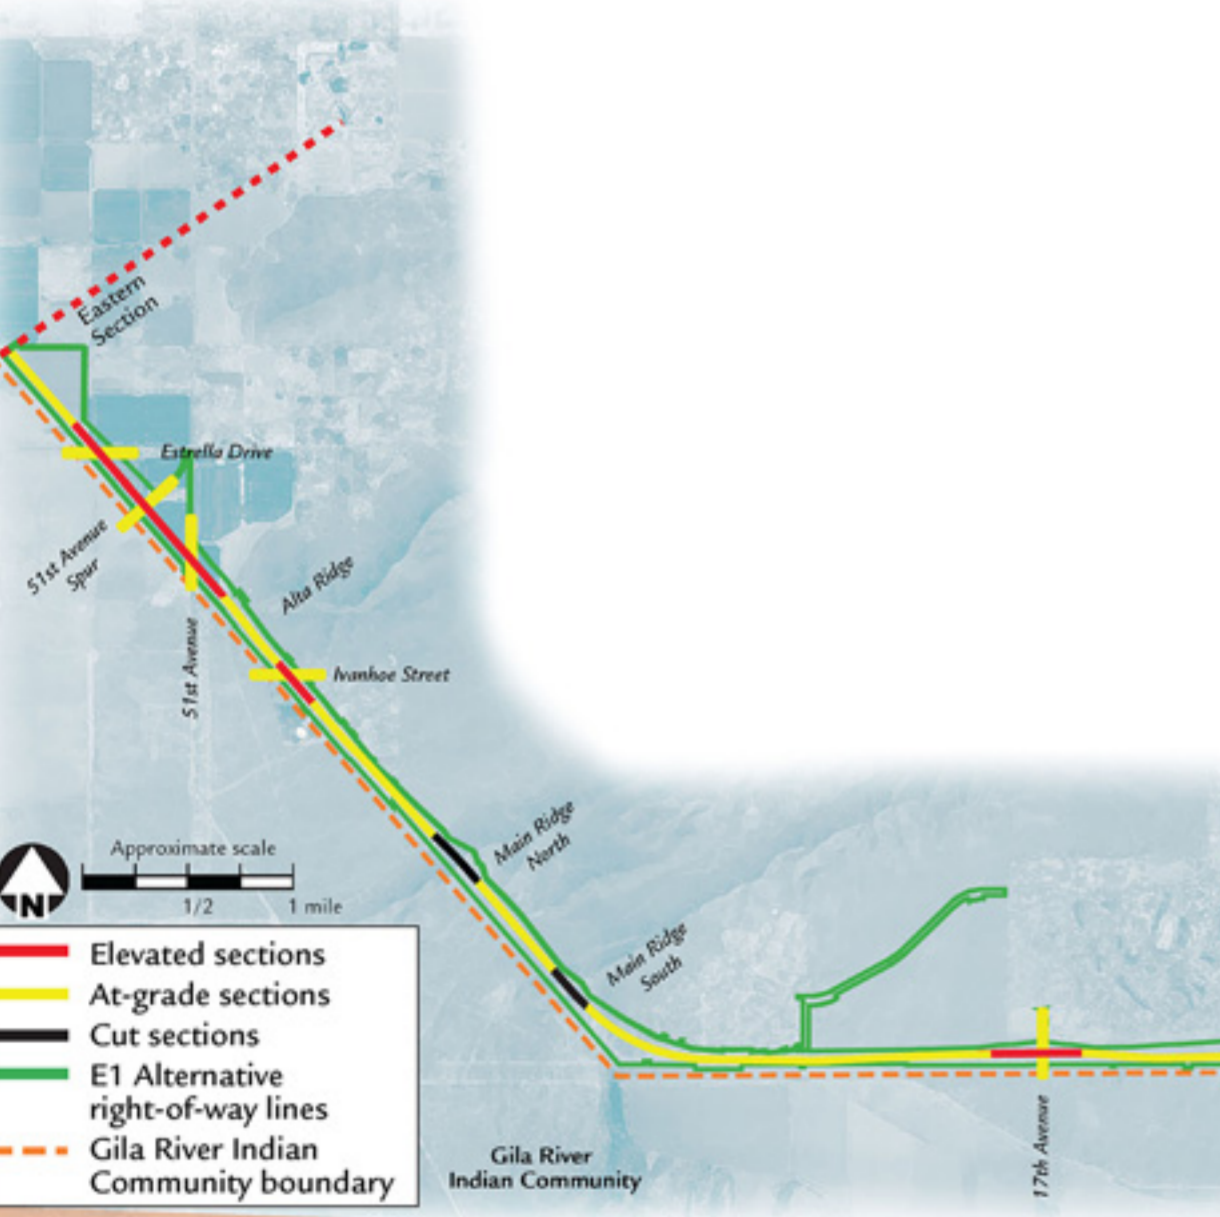 Eastern
Section
Estrella Drive
51st Avenue
Spur
Alta Ridge
51st Avenue
Ivanhoe Street
Main Ridge
North
Approximate scale
1/2 1 mile
N
Main Ridge
South
Elevated sections
At-grade sections
Cut sections
E1 Alternative
right-of-way lines
Gila River Indian
Community boundary
Gila River
Indian Community
17th Avenue